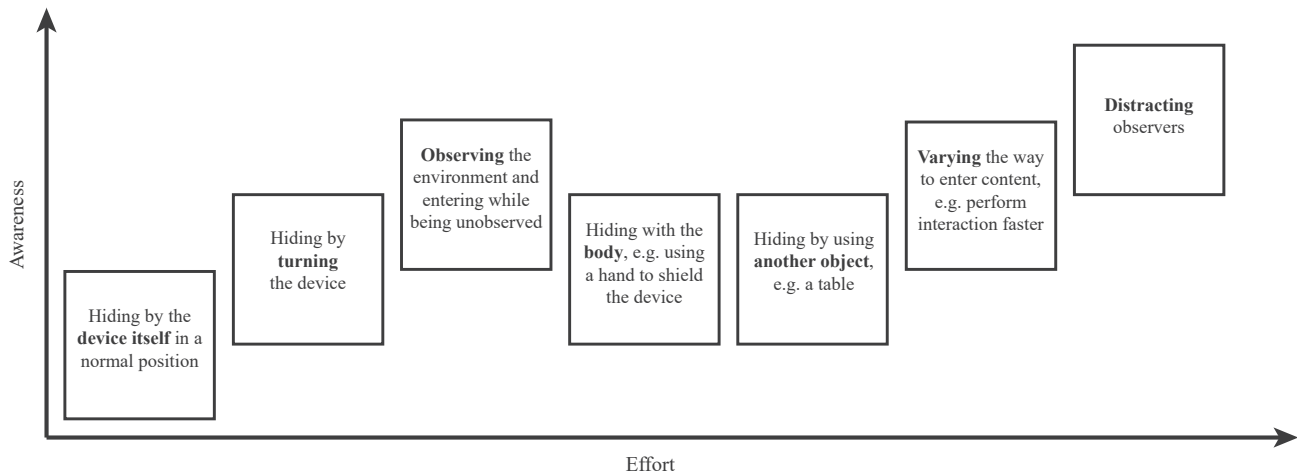 Awareness
Hiding by the
device itself in a
normal position
Hiding by
turning
the device
Observing the
environment and
entering while
being unobserved
Hiding with the
body, e.g. using
a hand to shield
the device
Hiding by using
another object,
e.g. a table
Varying the way
to enter content,
e.g. perform
interaction faster
Distracting
observers
Effort